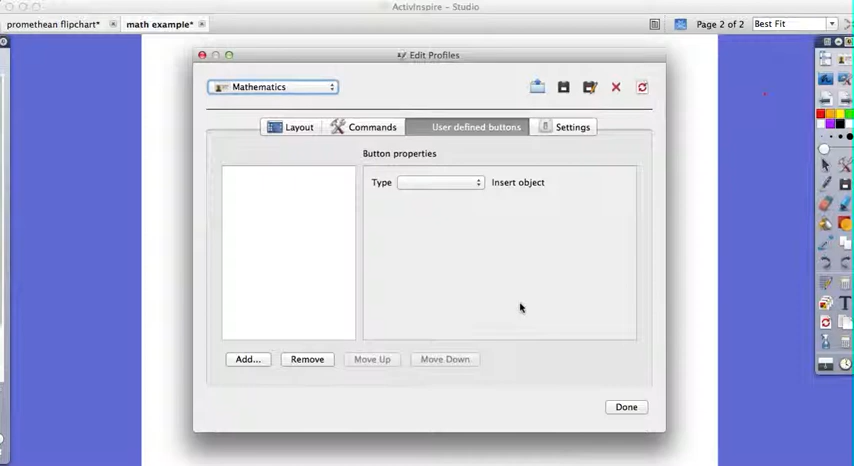 ActivInspire - Studio
promethean flipchart*
math example*
Page 2 of 2
Best Fit
Edit Profiles
Mathematics
Layout
Commands
User defined buttons
Settings
Button properties
Type
Insert object
Add...
Remove
Move Up
Move Down
Done
T